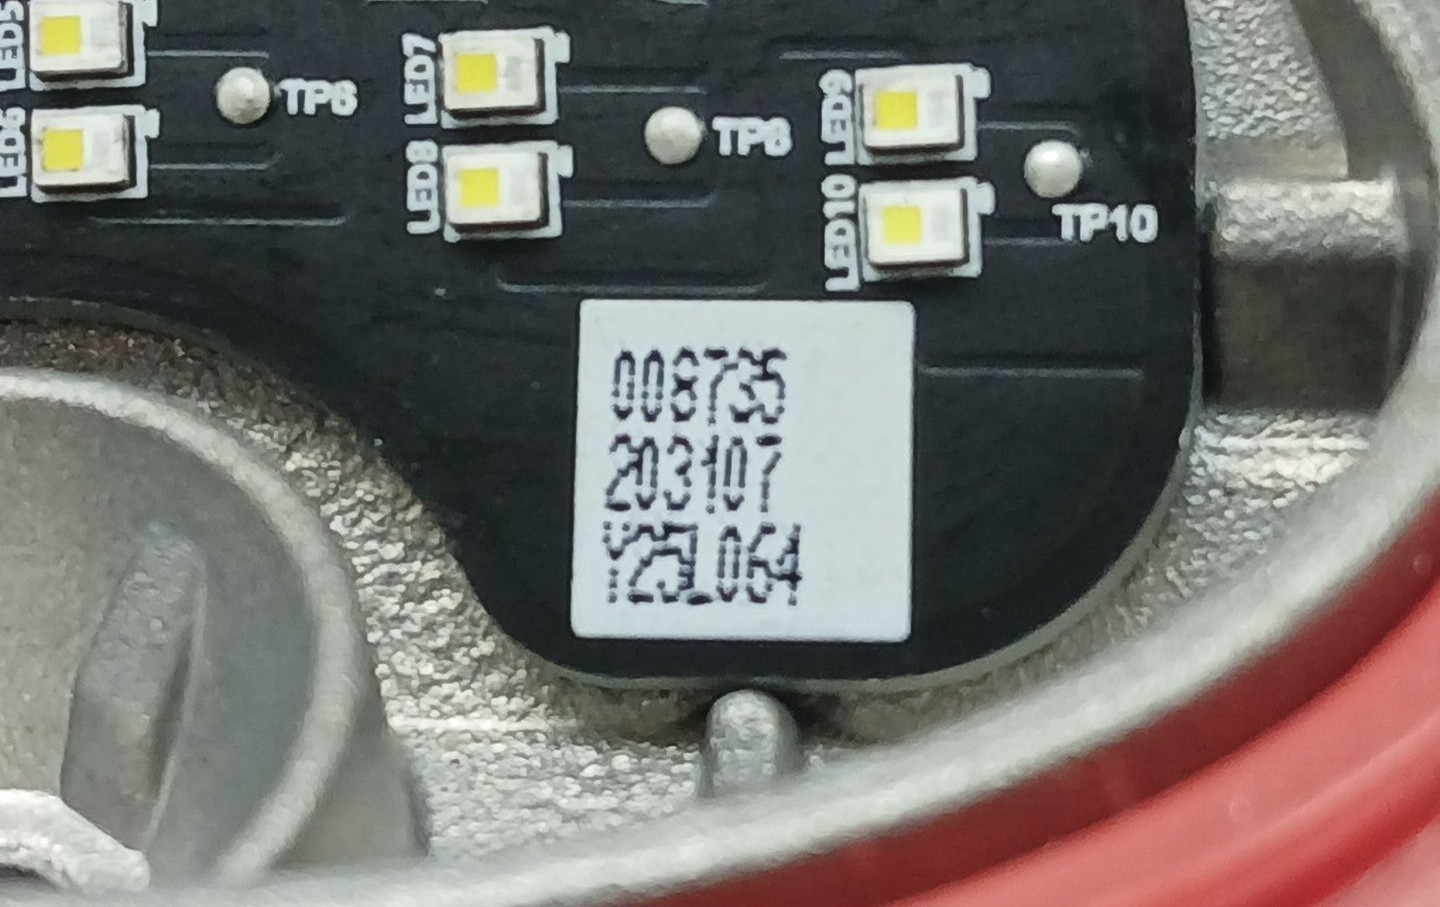 LED5
LED6
TP6
LED7
LED8
TP8
LED9
LED10
TP10
008735
203107
Y25L064